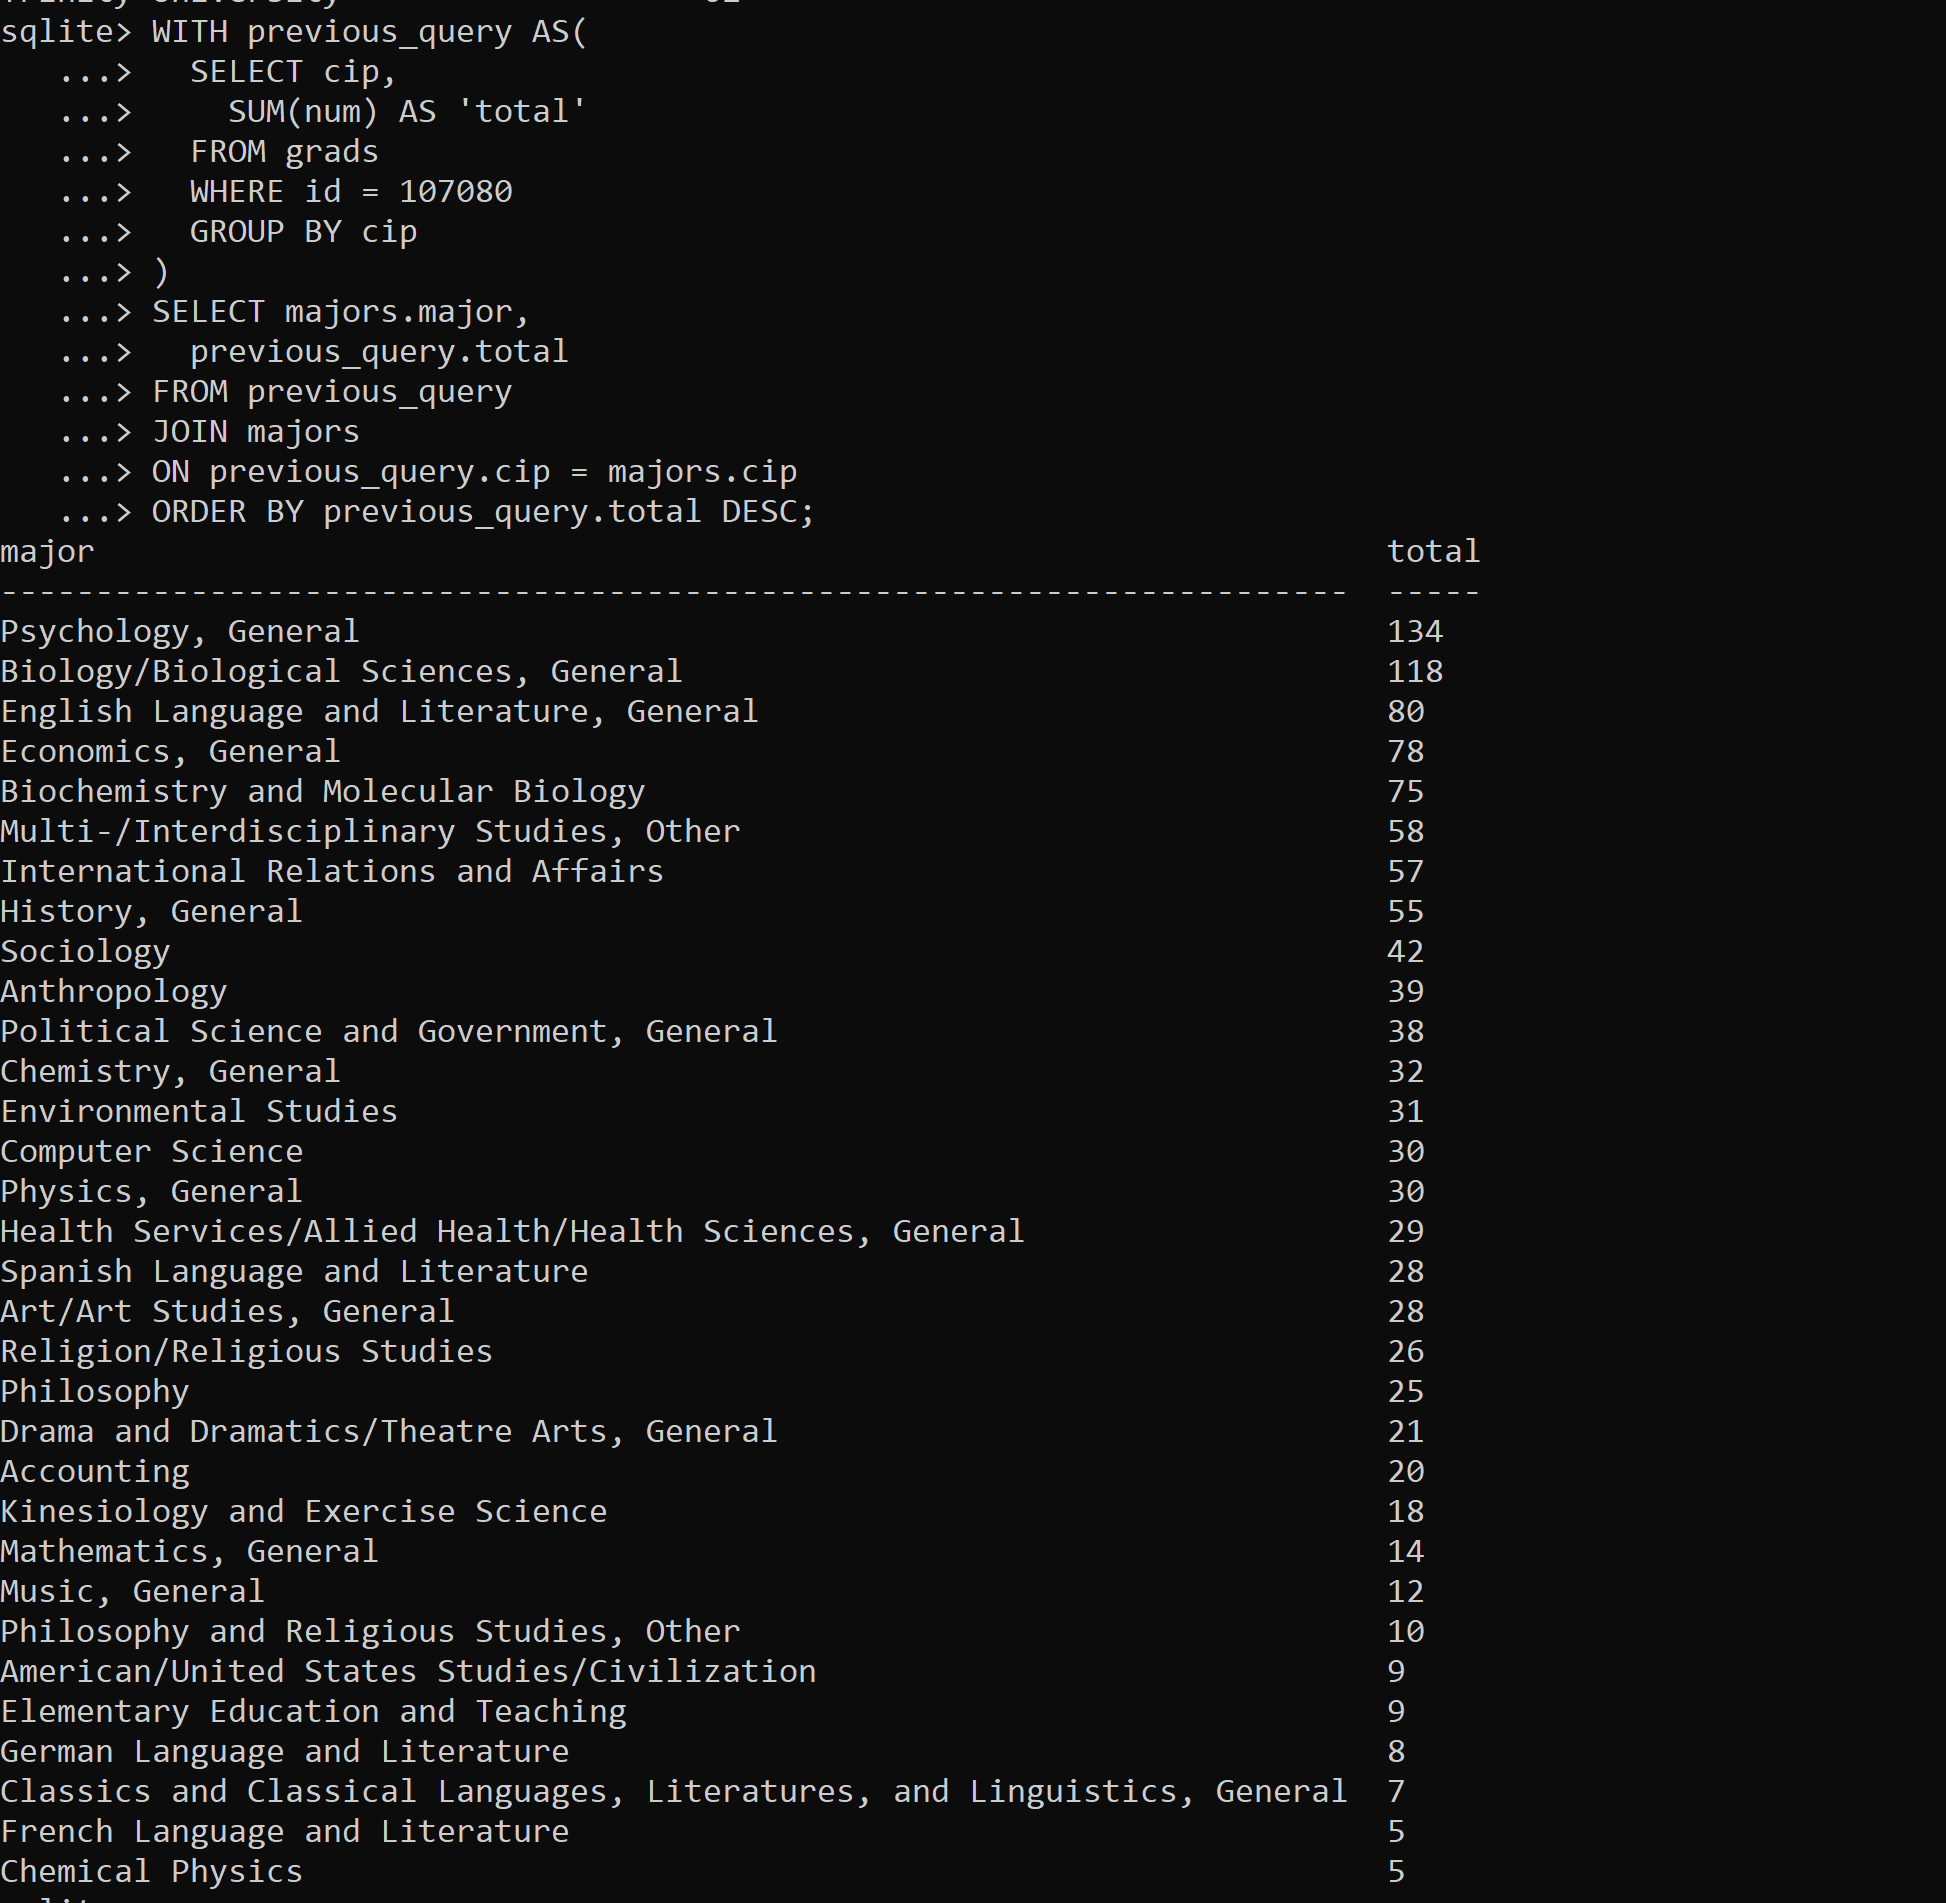 sqlite> WITH previous_query AS(
   ...>   SELECT cip,
   ...>     SUM(num) AS 'total'
   ...>   FROM grads
   ...>   WHERE id = 107080
   ...>   GROUP BY cip
   ...> )
   ...> SELECT majors.major,
   ...>   previous_query.total
   ...> FROM previous_query
   ...> JOIN majors
   ...> ON previous_query.cip = majors.cip
   ...> ORDER BY previous_query.total DESC;
major                                                                    total
-----------------------------------------------------------------------  -----
Psychology, General                                                      134
Biology/Biological Sciences, General                                     118
English Language and Literature, General                                 80
Economics, General                                                       78
Biochemistry and Molecular Biology                                       75
Multi-/Interdisciplinary Studies, Other                                  58
International Relations and Affairs                                      57
History, General                                                         55
Sociology                                                                42
Anthropology                                                             39
Political Science and Government, General                                38
Chemistry, General                                                       32
Environmental Studies                                                    31
Computer Science                                                         30
Physics, General                                                         30
Health Services/Allied Health/Health Sciences, General                   29
Spanish Language and Literature                                          28
Art/Art Studies, General                                                 28
Religion/Religious Studies                                               26
Philosophy                                                               25
Drama and Dramatics/Theatre Arts, General                                21
Accounting                                                               20
Kinesiology and Exercise Science                                         18
Mathematics, General                                                     14
Music, General                                                           12
Philosophy and Religious Studies, Other                                  10
American/United States Studies/Civilization                              9
Elementary Education and Teaching                                        9
German Language and Literature                                           8
Classics and Classical Languages, Literatures, and Linguistics, General  7
French Language and Literature                                           5
Chemical Physics                                                         5